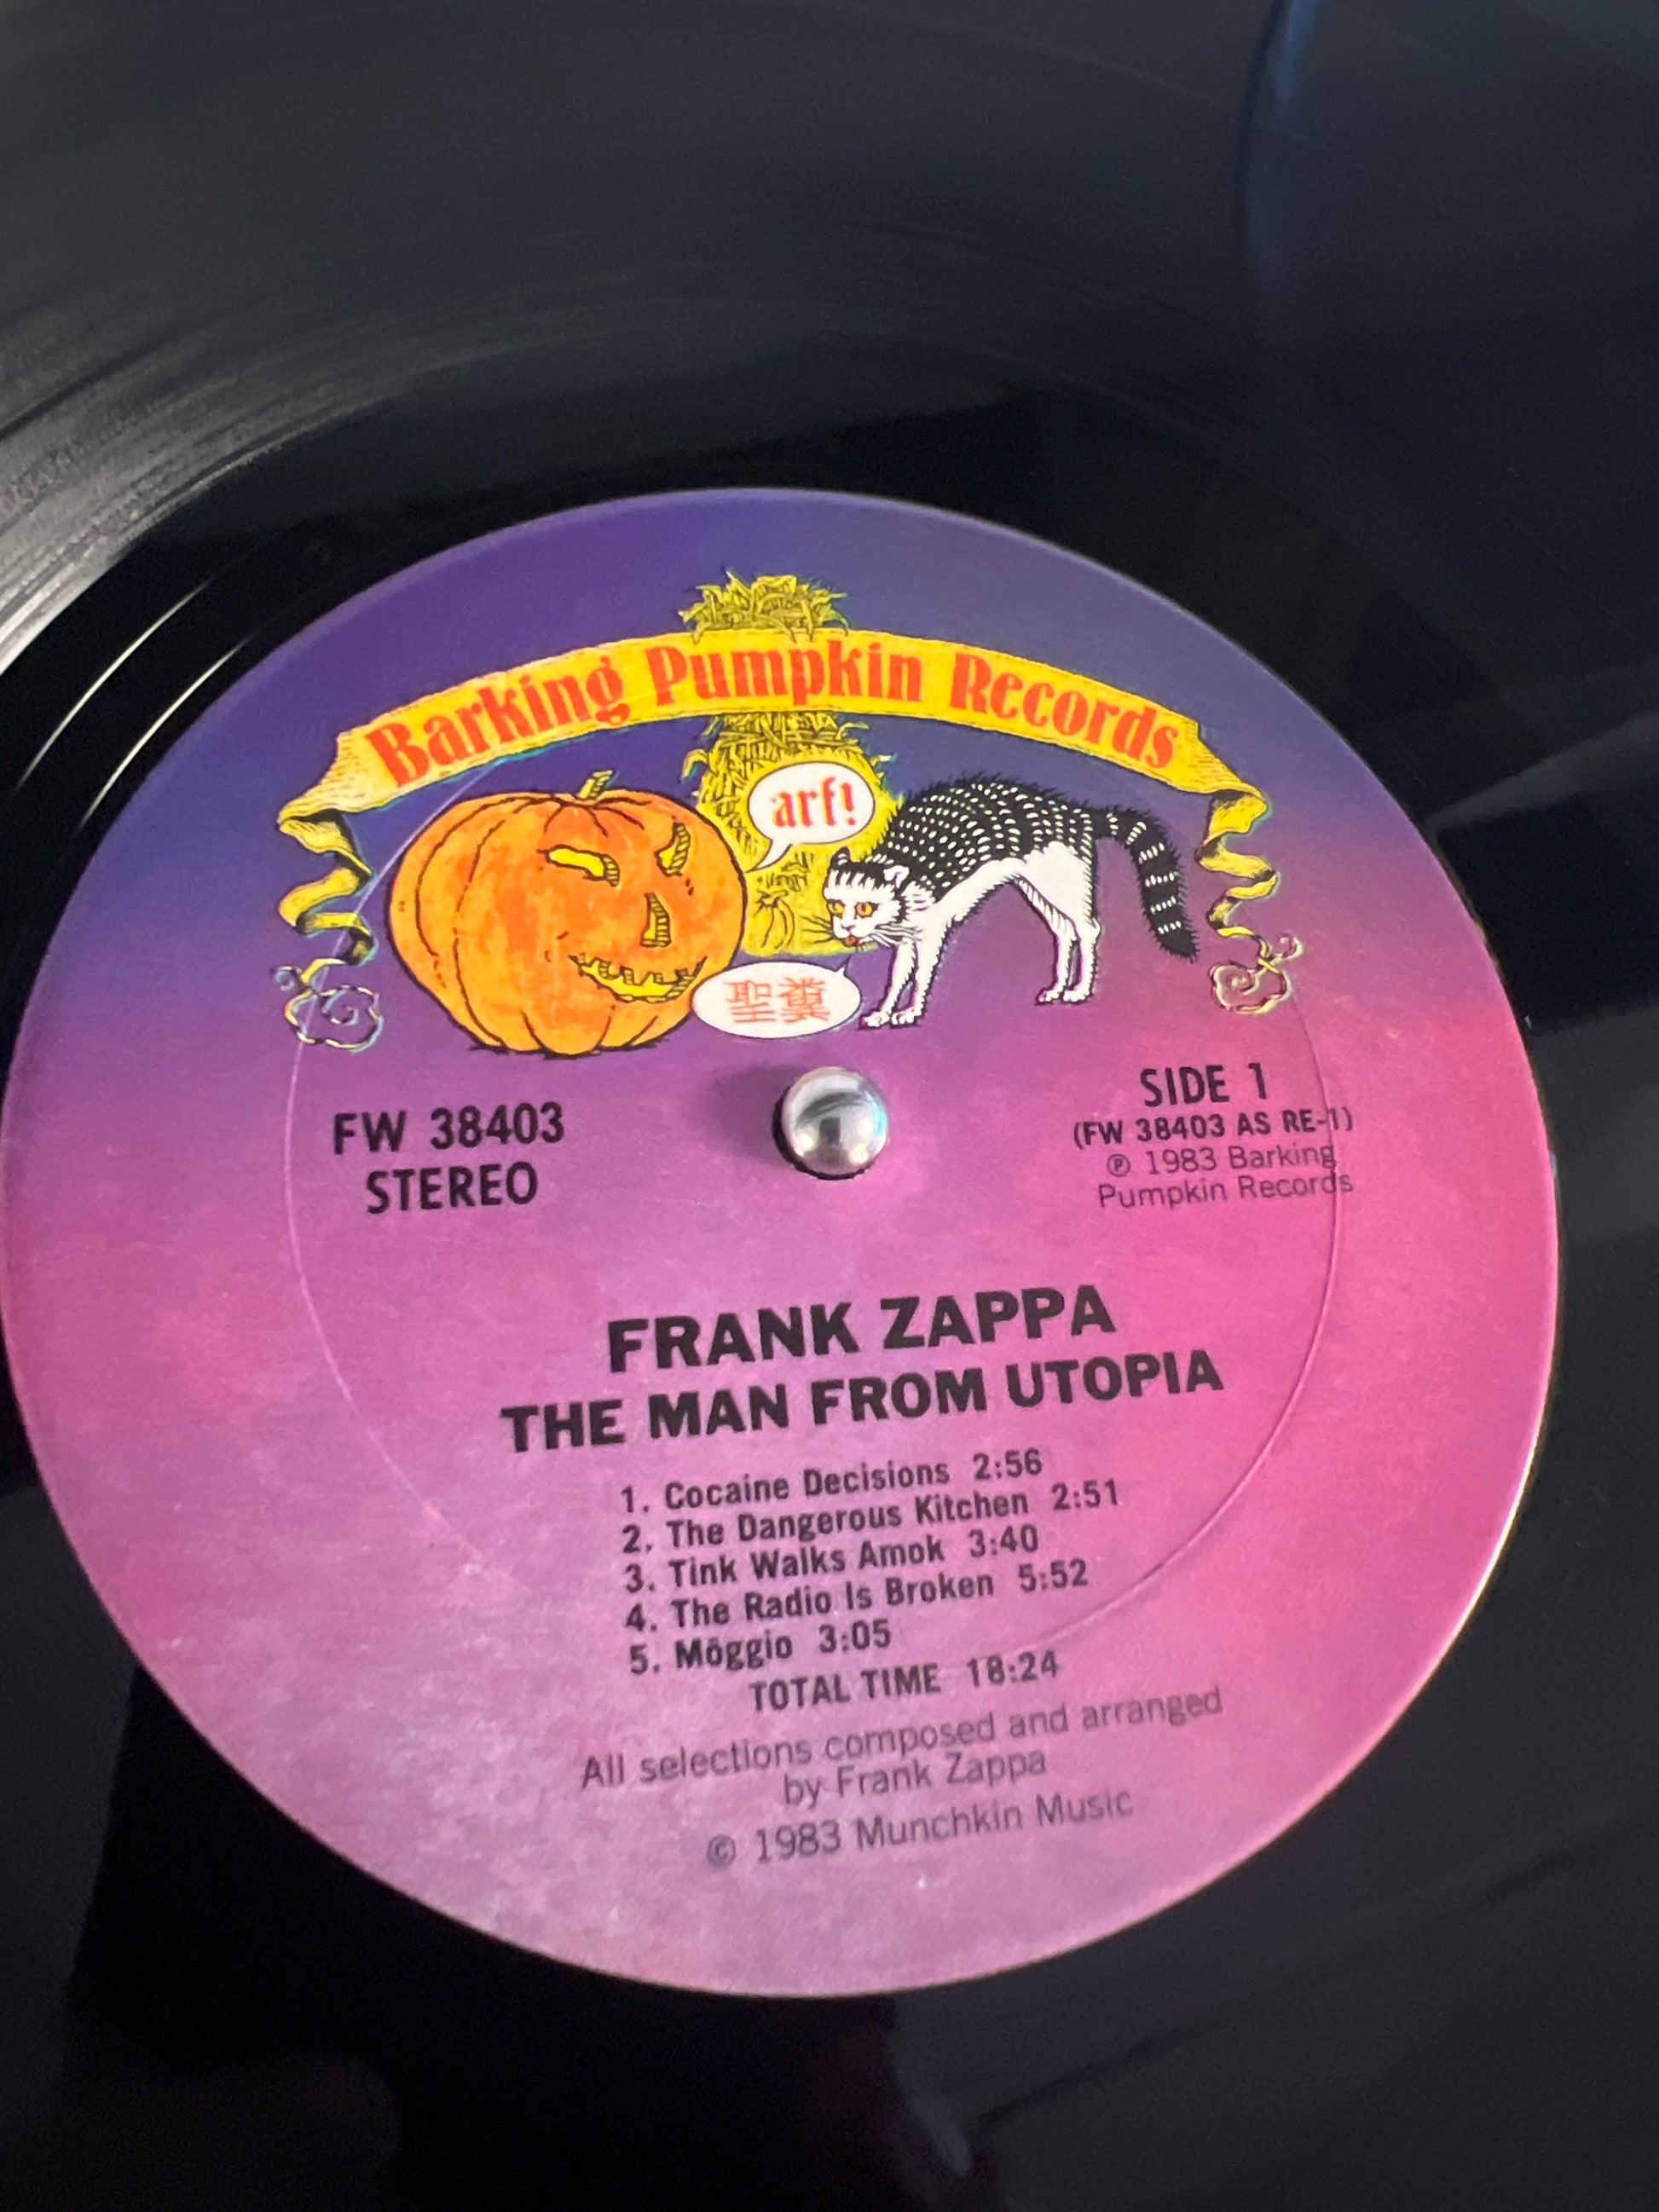 Barking Pumpkin Records
arf!
聖糞
FW 38403
STEREO
SIDE 1
(FW 38403 AS RE-1)
℗ 1983 Barking
Pumpkin Records
FRANK ZAPPA
THE MAN FROM UTOPIA
1. Cocaine Decisions 2:56
2. The Dangerous Kitchen 2:51
3. Tink Walks Amok 3:40
4. The Radio Is Broken 5:52
5. Mōggio 3:05
TOTAL TIME 18:24
All selections composed and arranged
by Frank Zappa
© 1983 Munchkin Music